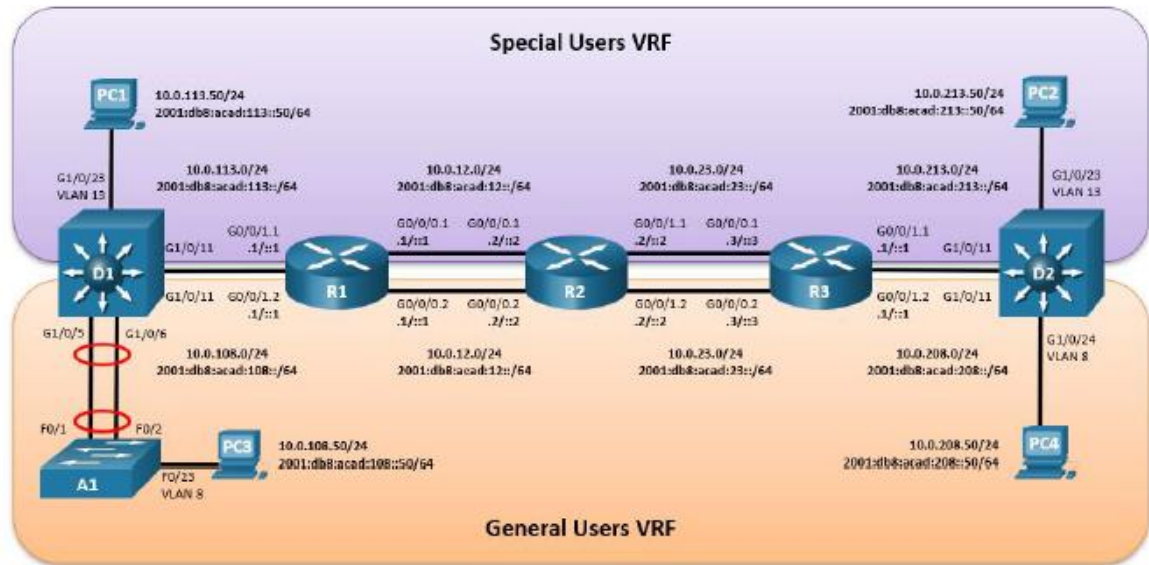 Special Users VRF
PC1
10.0.113.50/24
2001:db8:acad:113::50/64
10.0.213.50/24
2001:db8:acad:213::50/64
PC2
G1/0/23
VLAN 13
10.0.113.0/24
2001:db8:acad:113::/64
10.0.12.0/24
2001:db8:acad:12::/64
10.0.23.0/24
2001:db8:acad:23::/64
10.0.213.0/24
2001:db8:acad:213::/64
G1/0/23
VLAN 13
D1
G1/0/11
G0/0/1.1
.1/::1
R1
G0/0/0.1
.1/::1
G0/0/0.1
.2/::2
R2
G0/0/1.1
.2/::2
G0/0/0.1
.3/::3
R3
G0/0/1.1
.1/::1
G1/0/11
D2
G1/0/11
G0/0/1.2
.1/::1
G0/0/0.2
.1/::1
G0/0/0.2
.2/::2
G0/0/1.2
.2/::2
G0/0/0.2
.3/::3
G0/0/1.2
.1/::1
G1/0/11
G1/0/5
G1/0/6
10.0.108.0/24
2001:db8:acad:108::/64
10.0.12.0/24
2001:db8:acad:12::/64
10.0.23.0/24
2001:db8:acad:23::/64
10.0.208.0/24
2001:db8:acad:208::/64
G1/0/24
VLAN 8
F0/1
F0/2
A1
F0/23
VLAN 8
PC3
10.0.108.50/24
2001:db8:acad:108::50/64
10.0.208.50/24
2001:db8:acad:208::50/64
PC4
General Users VRF